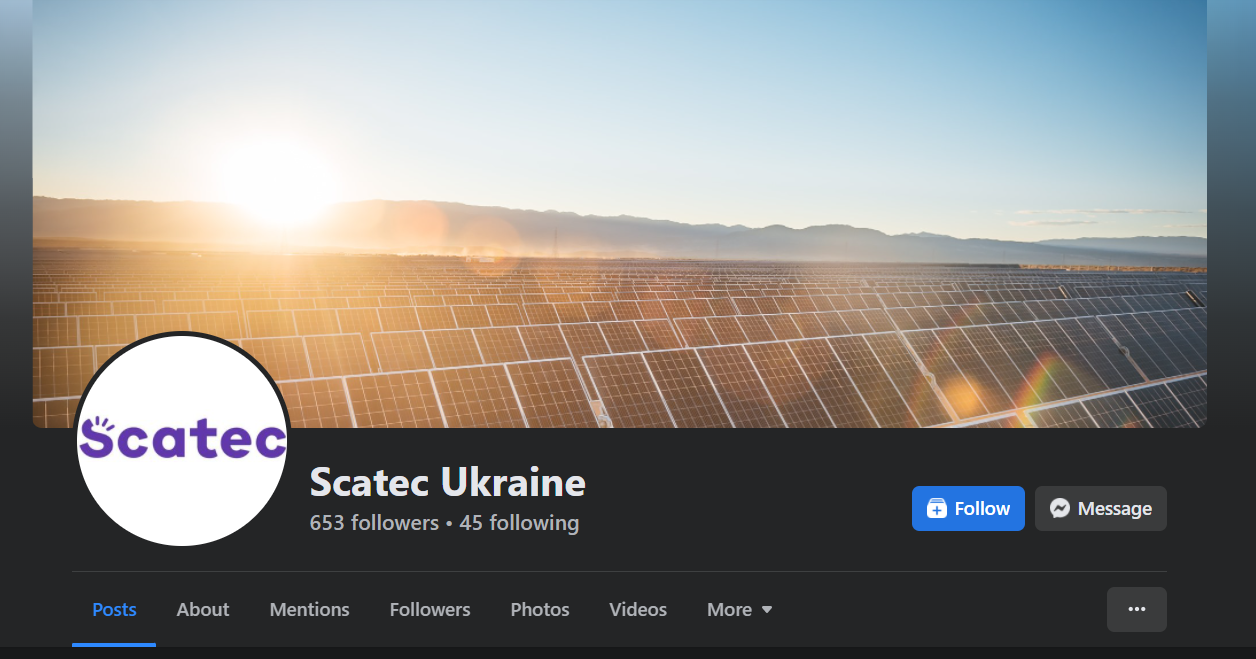 Scatec
Scatec Ukraine
653 followers • 45 following
Follow
Message
Posts
About
Mentions
Followers
Photos
Videos
More